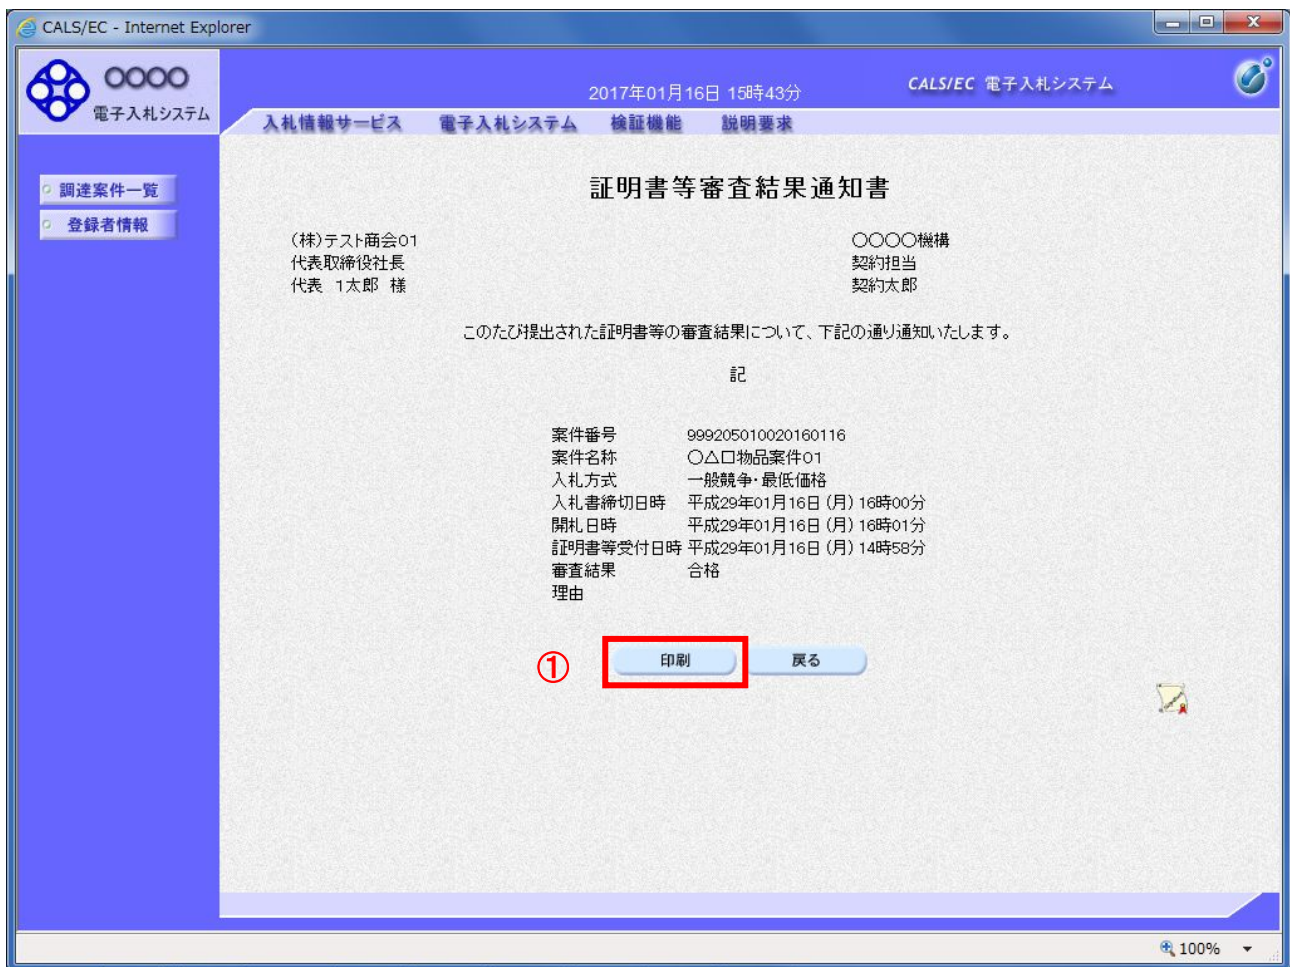 CALS/EC - Internet Explorer
○○○○
電子入札システム
2017年01月16日 15時43分
CALS/EC 電子入札システム
入札情報サービス 電子入札システム 検証機能 説明要求
調達案件一覧
登録者情報
証明書等審査結果通知書
(株)テスト商会01
代表取締役社長
代表 1太郎 様
○○○○機構
契約担当
契約太郎
このたび提出された証明書等の審査結果について、下記の通り通知いたします。
記
案件番号 999205010020160116
案件名称 ○△□物品案件01
入札方式 一般競争・最低価格
入札書締切日時 平成29年01月16日 (月) 16時00分
開札日時 平成29年01月16日 (月) 16時01分
証明書等受付日時 平成29年01月16日 (月) 14時58分
審査結果 合格
理由
① 印刷 戻る
100%